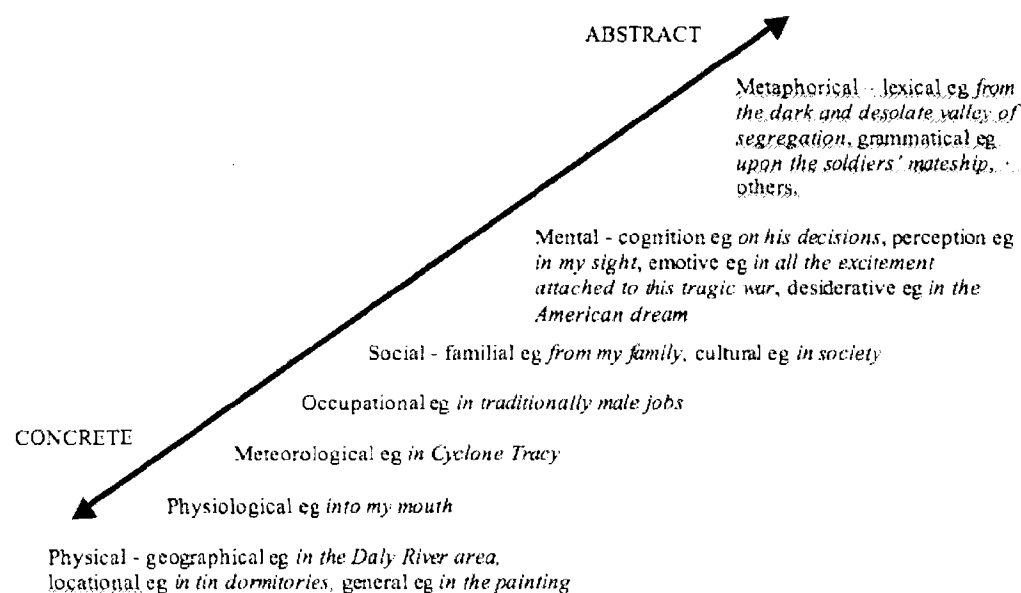 ABSTRACT
Metaphorical - lexical eg from
the dark and desolate valley of
segregation, grammatical eg
upon the soldiers' mateship,
others.
Mental - cognition eg on his decisions, perception eg
in my sight, emotive eg in all the excitement
attached to this tragic war, desiderative eg in the
American dream
Social - familial eg from my family, cultural eg in society
Occupational eg in traditionally male jobs
CONCRETE
Meteorological eg in Cyclone Tracy
Physiological eg into my mouth
Physical - geographical eg in the Daly River area,
locational eg in tin dormitories, general eg in the painting